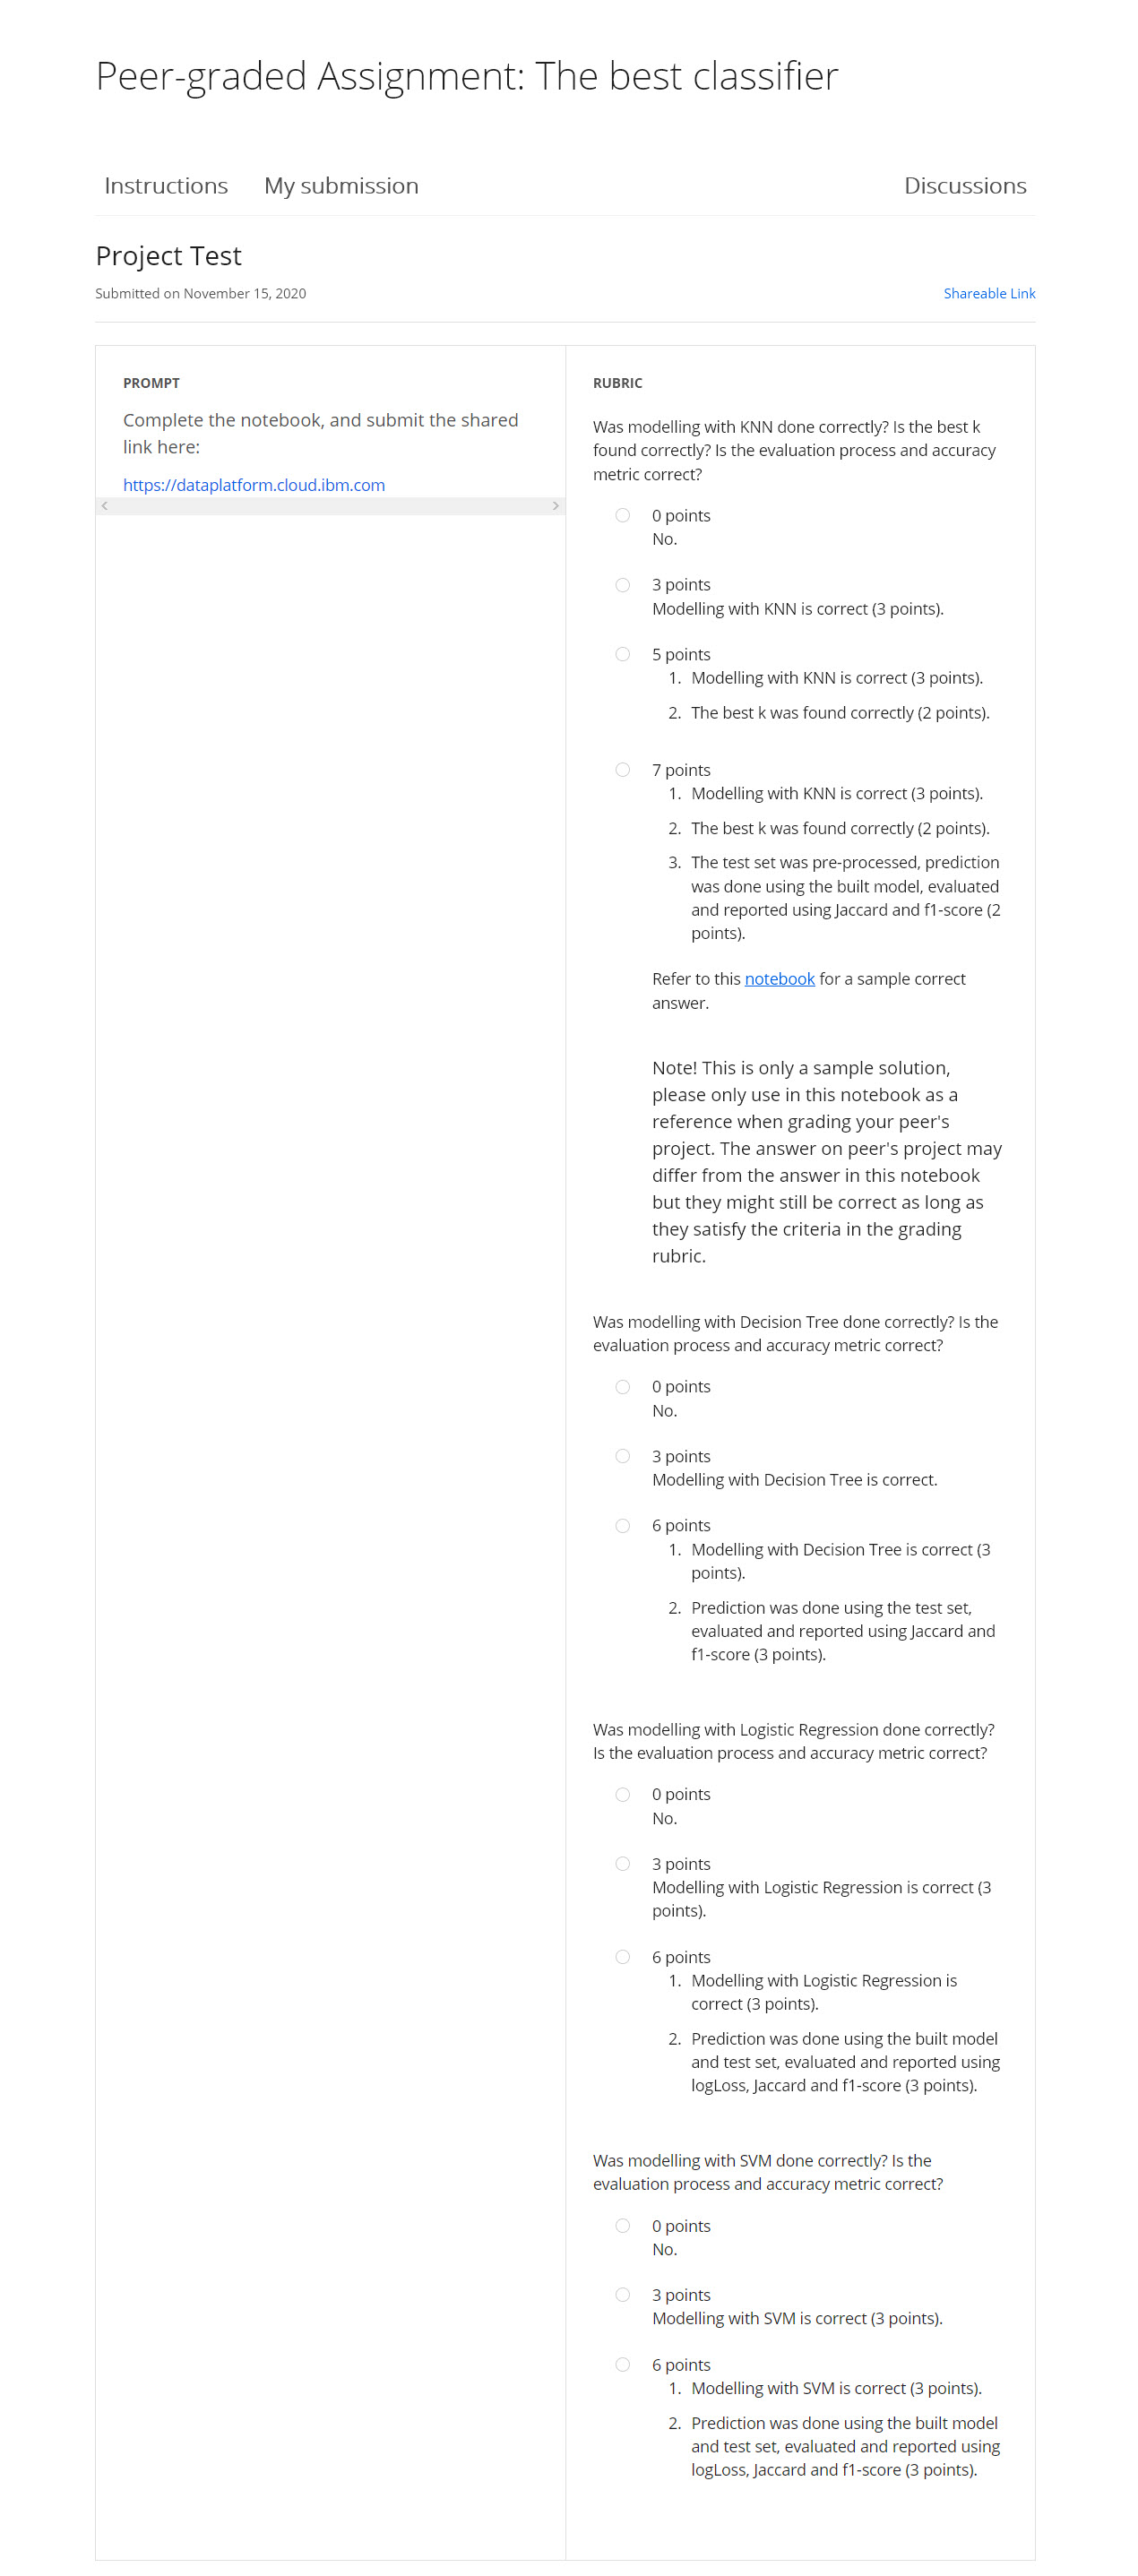 Peer-graded Assignment: The best classifier
Instructions My submission Discussions
Project Test
Submitted on November 15, 2020 Shareable Link
PROMPT
Complete the notebook, and submit the shared
link here:
https://dataplatform.cloud.ibm.com
RUBRIC
Was modelling with KNN done correctly? Is the best k
found correctly? Is the evaluation process and accuracy
metric correct?
0 points
No.
3 points
Modelling with KNN is correct (3 points).
5 points
1. Modelling with KNN is correct (3 points).
2. The best k was found correctly (2 points).
7 points
1. Modelling with KNN is correct (3 points).
2. The best k was found correctly (2 points).
3. The test set was pre-processed, prediction
was done using the built model, evaluated
and reported using Jaccard and f1-score (2
points).
Refer to this notebook for a sample correct
answer.
Note! This is only a sample solution,
please only use in this notebook as a
reference when grading your peer's
project. The answer on peer's project may
differ from the answer in this notebook
but they might still be correct as long as
they satisfy the criteria in the grading
rubric.
Was modelling with Decision Tree done correctly? Is the
evaluation process and accuracy metric correct?
0 points
No.
3 points
Modelling with Decision Tree is correct.
6 points
1. Modelling with Decision Tree is correct (3
points).
2. Prediction was done using the test set,
evaluated and reported using Jaccard and
f1-score (3 points).
Was modelling with Logistic Regression done correctly?
Is the evaluation process and accuracy metric correct?
0 points
No.
3 points
Modelling with Logistic Regression is correct (3
points).
6 points
1. Modelling with Logistic Regression is
correct (3 points).
2. Prediction was done using the built model
and test set, evaluated and reported using
logLoss, Jaccard and f1-score (3 points).
Was modelling with SVM done correctly? Is the
evaluation process and accuracy metric correct?
0 points
No.
3 points
Modelling with SVM is correct (3 points).
6 points
1. Modelling with SVM is correct (3 points).
2. Prediction was done using the built model
and test set, evaluated and reported using
logLoss, Jaccard and f1-score (3 points).